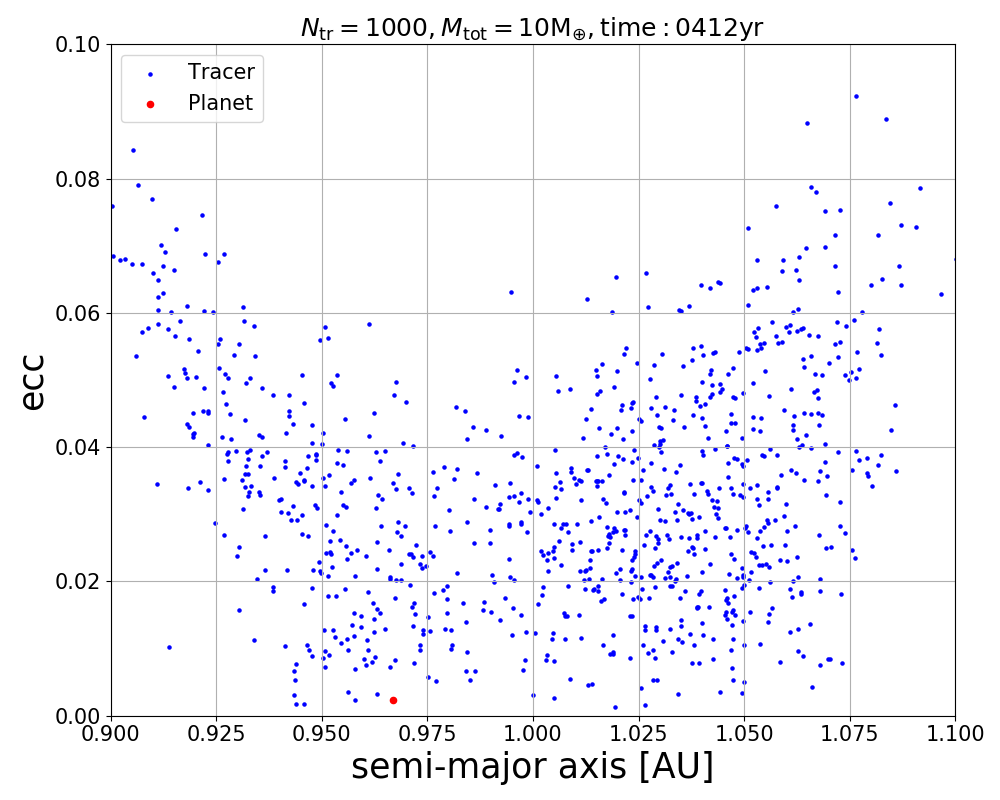 N_tr = 1000, M_tot = 10M_⊕, time : 0412yr
Tracer
Planet
ecc
0.10
0.08
0.06
0.04
0.02
0.00
0.900 0.925 0.950 0.975 1.000 1.025 1.050 1.075 1.100
semi-major axis [AU]